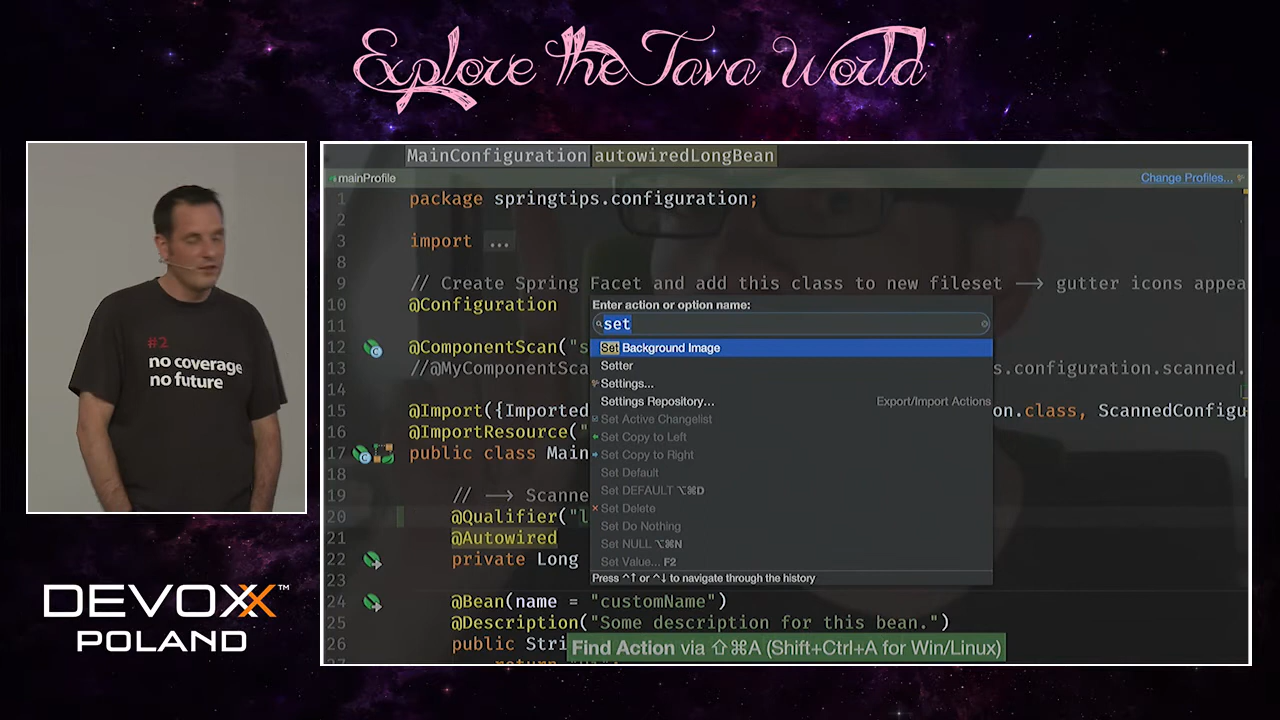 Explore the Java World
#2
no coverage
no future
DEVOXX™
POLAND
MainConfiguration autowiredLongBean
mainProfile Change Profiles...
1 package springtips.configuration;
2
3 import ...
8
9 // Create Spring Facet and add this class to new fileset —> gutter icons appea
10 @Configuration
11
12 @ComponentScan("s
13 //@MyComponentSca s.configuration.scanned.
14
15 @Import({Imported on.class, ScannedConfigu
16 @ImportResource("
17 public class Main
18
19 // —> Scanne
20 @Qualifier("l
21 @Autowired
22 private Long
23
24 @Bean(name = "customName")
25 @Description("Some description for this bean.")
26 public Stri
27
Enter action or option name:
set
Set Background Image
Setter
Settings...
Settings Repository... Export/Import Actions
Set Active Changelist
Set Copy to Left
Set Copy to Right
Set Default
Set DEFAULT ⌥⌘D
Set Delete
Set Do Nothing
Set NULL ⌥⌘N
Set Value... F2
Press ^↑ or ^↓ to navigate through the history
Find Action via ⇧⌘A (Shift+Ctrl+A for Win/Linux)